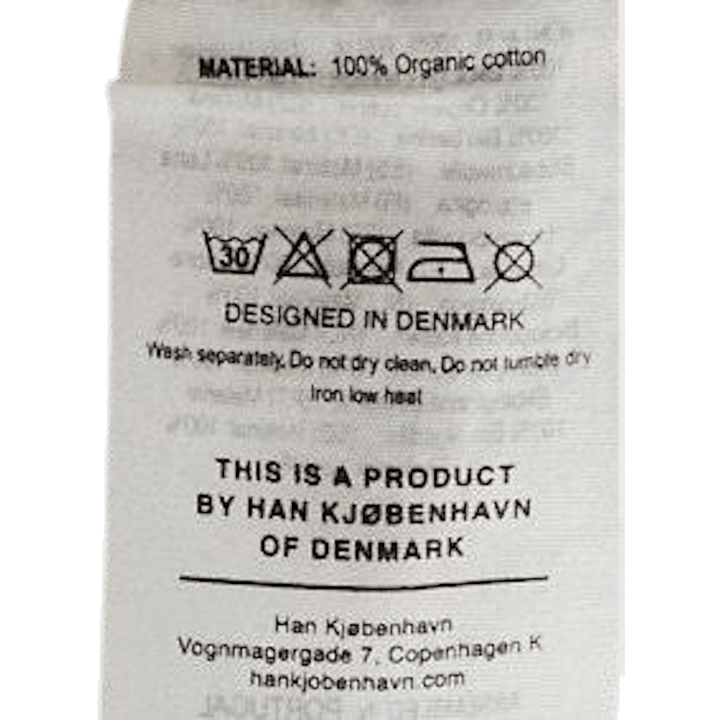 MATERIAL: 100% Organic cotton
30
DESIGNED IN DENMARK
Wash separately, Do not dry clean, Do not tumble dry
Iron low heat
THIS IS A PRODUCT
BY HAN KJØBENHAVN
OF DENMARK
Han Kjøbenhavn
Vognmagergade 7, Copenhagen K
hankjobenhavn.com